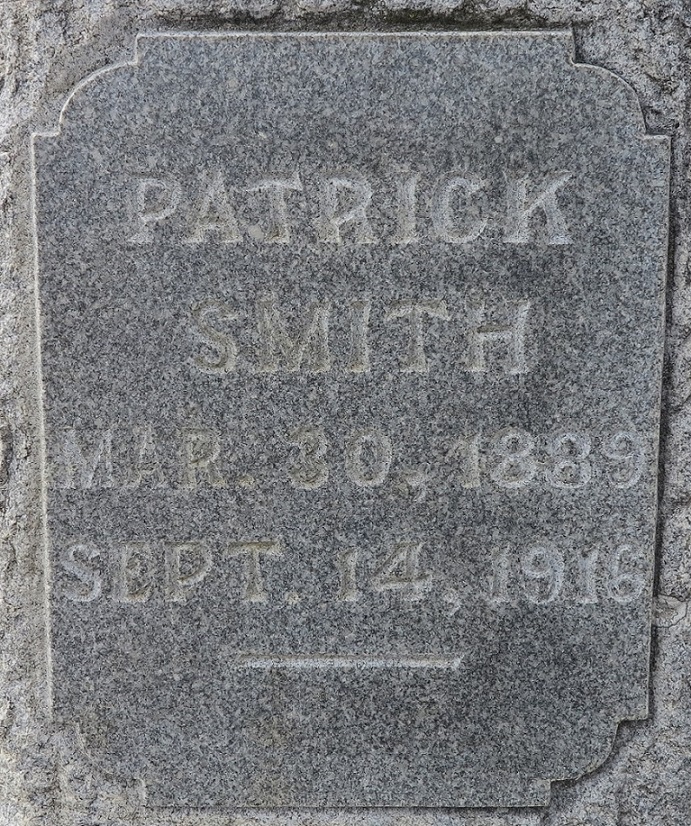 PATRICK
SMITH
MAR. 30, 1889
SEPT. 14, 1916